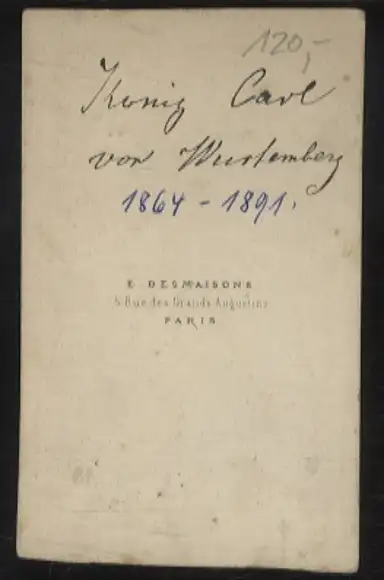 120,-
König Carl
von Wurtemberg
1864 - 1891.
E. DESMAISONS
5 Rue des Grands Augustins
PARIS